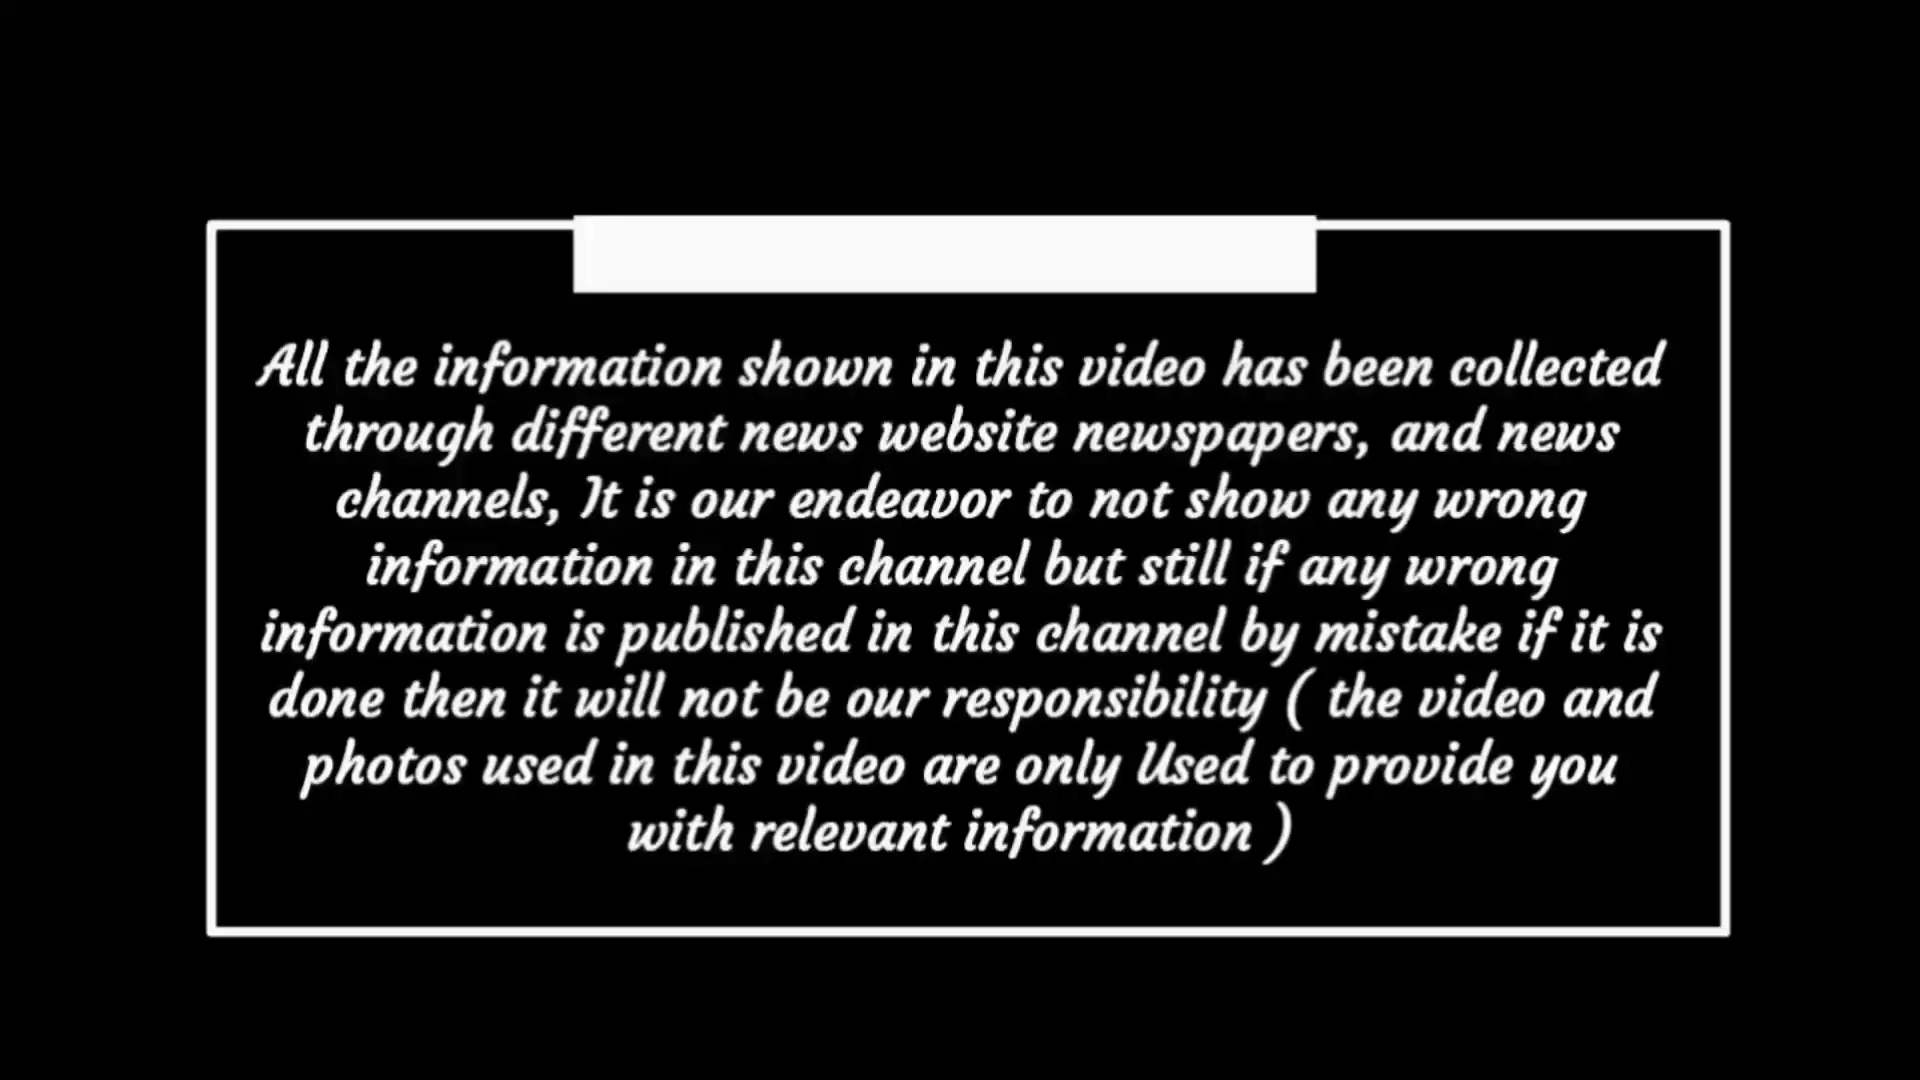 All the information shown in this video has been collected
through different news website newspapers, and news
channels, It is our endeavor to not show any wrong
information in this channel but still if any wrong
information is published in this channel by mistake if it is
done then it will not be our responsibility ( the video and
photos used in this video are only Used to provide you
with relevant information )